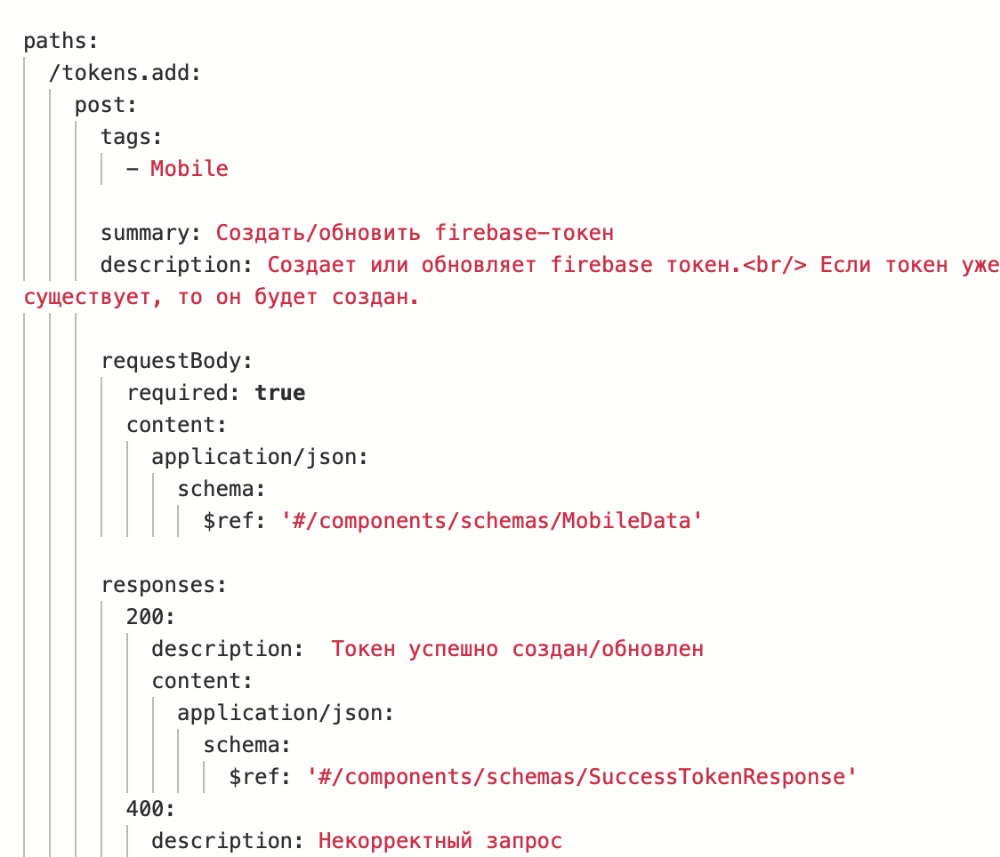 paths:
/tokens.add:
post:
tags:
- Mobile
summary: Создать/обновить firebase-токен
description: Создает или обновляет firebase токен.<br/> Если токен уже
существует, то он будет создан.
requestBody:
required: true
content:
application/json:
schema:
$ref: '#/components/schemas/MobileData'
responses:
200:
description:  Токен успешно создан/обновлен
content:
application/json:
schema:
$ref: '#/components/schemas/SuccessTokenResponse'
400:
description: Некорректный запрос